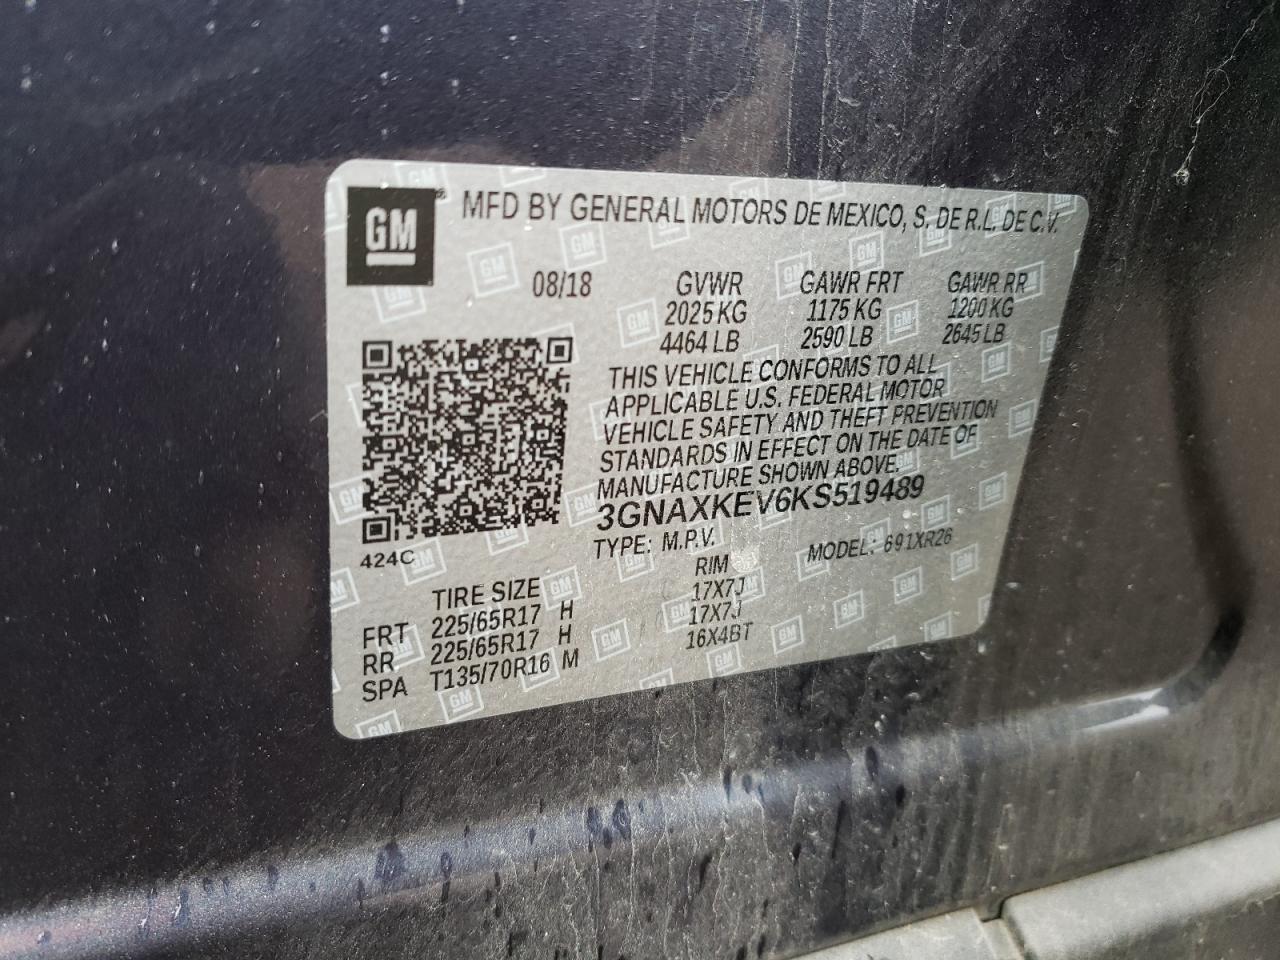 GM MFD BY GENERAL MOTORS DE MEXICO, S. DE R.L. DE C.V.
08/18 GVWR GAWR FRT GAWR RR
2025 KG 1175 KG 1200 KG
4464 LB 2590 LB 2645 LB
THIS VEHICLE CONFORMS TO ALL
APPLICABLE U.S. FEDERAL MOTOR
VEHICLE SAFETY AND THEFT PREVENTION
STANDARDS IN EFFECT ON THE DATE OF
MANUFACTURE SHOWN ABOVE.
3GNAXKEV6KS519489
TYPE: M.P.V. MODEL: 691XR26
424C
TIRE SIZE RIM
FRT 225/65R17 H 17X7J
RR 225/65R17 H 17X7J
SPA T135/70R16 M 16X4BT